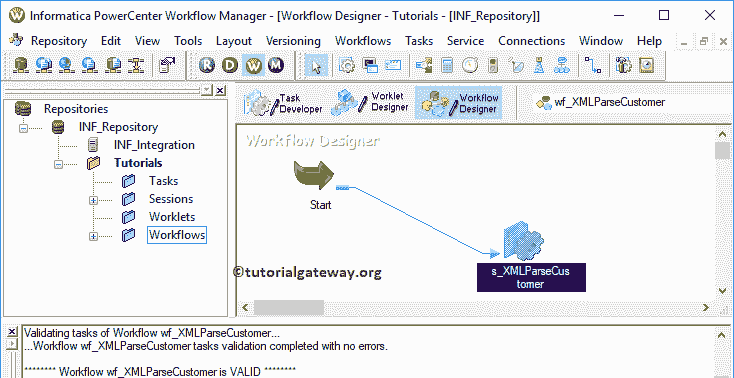 Informatica PowerCenter Workflow Manager - [Workflow Designer - Tutorials - [INF_Repository]]
Repository Edit View Tools Layout Versioning Workflows Tasks Service Connections Window Help
R D W M
Repositories
INF_Repository
INF_Integration
Tutorials
Tasks
Sessions
Worklets
Workflows
Task Developer
Worklet Designer
Workflow Designer
wf_XMLParseCustomer
Workflow Designer
Start
s_XMLParseCus
tomer
©tutorialgateway.org
Validating tasks of Workflow wf_XMLParseCustomer...
...Workflow wf_XMLParseCustomer tasks validation completed with no errors.
******** Workflow wf_XMLParseCustomer is VALID ********